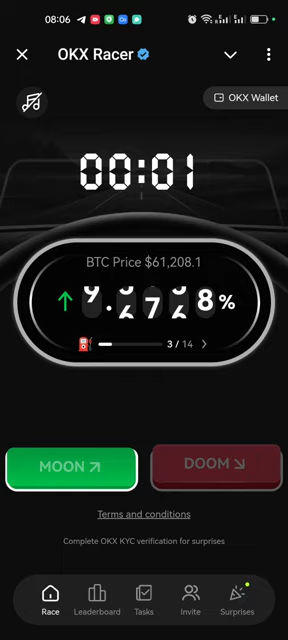 08:06
OKX Racer
OKX Wallet
00:01
BTC Price $61,208.1
8%
3 / 14
MOON
DOOM
Terms and conditions
Complete OKX KYC verification for surprises
Race Leaderboard Tasks Invite Surprises